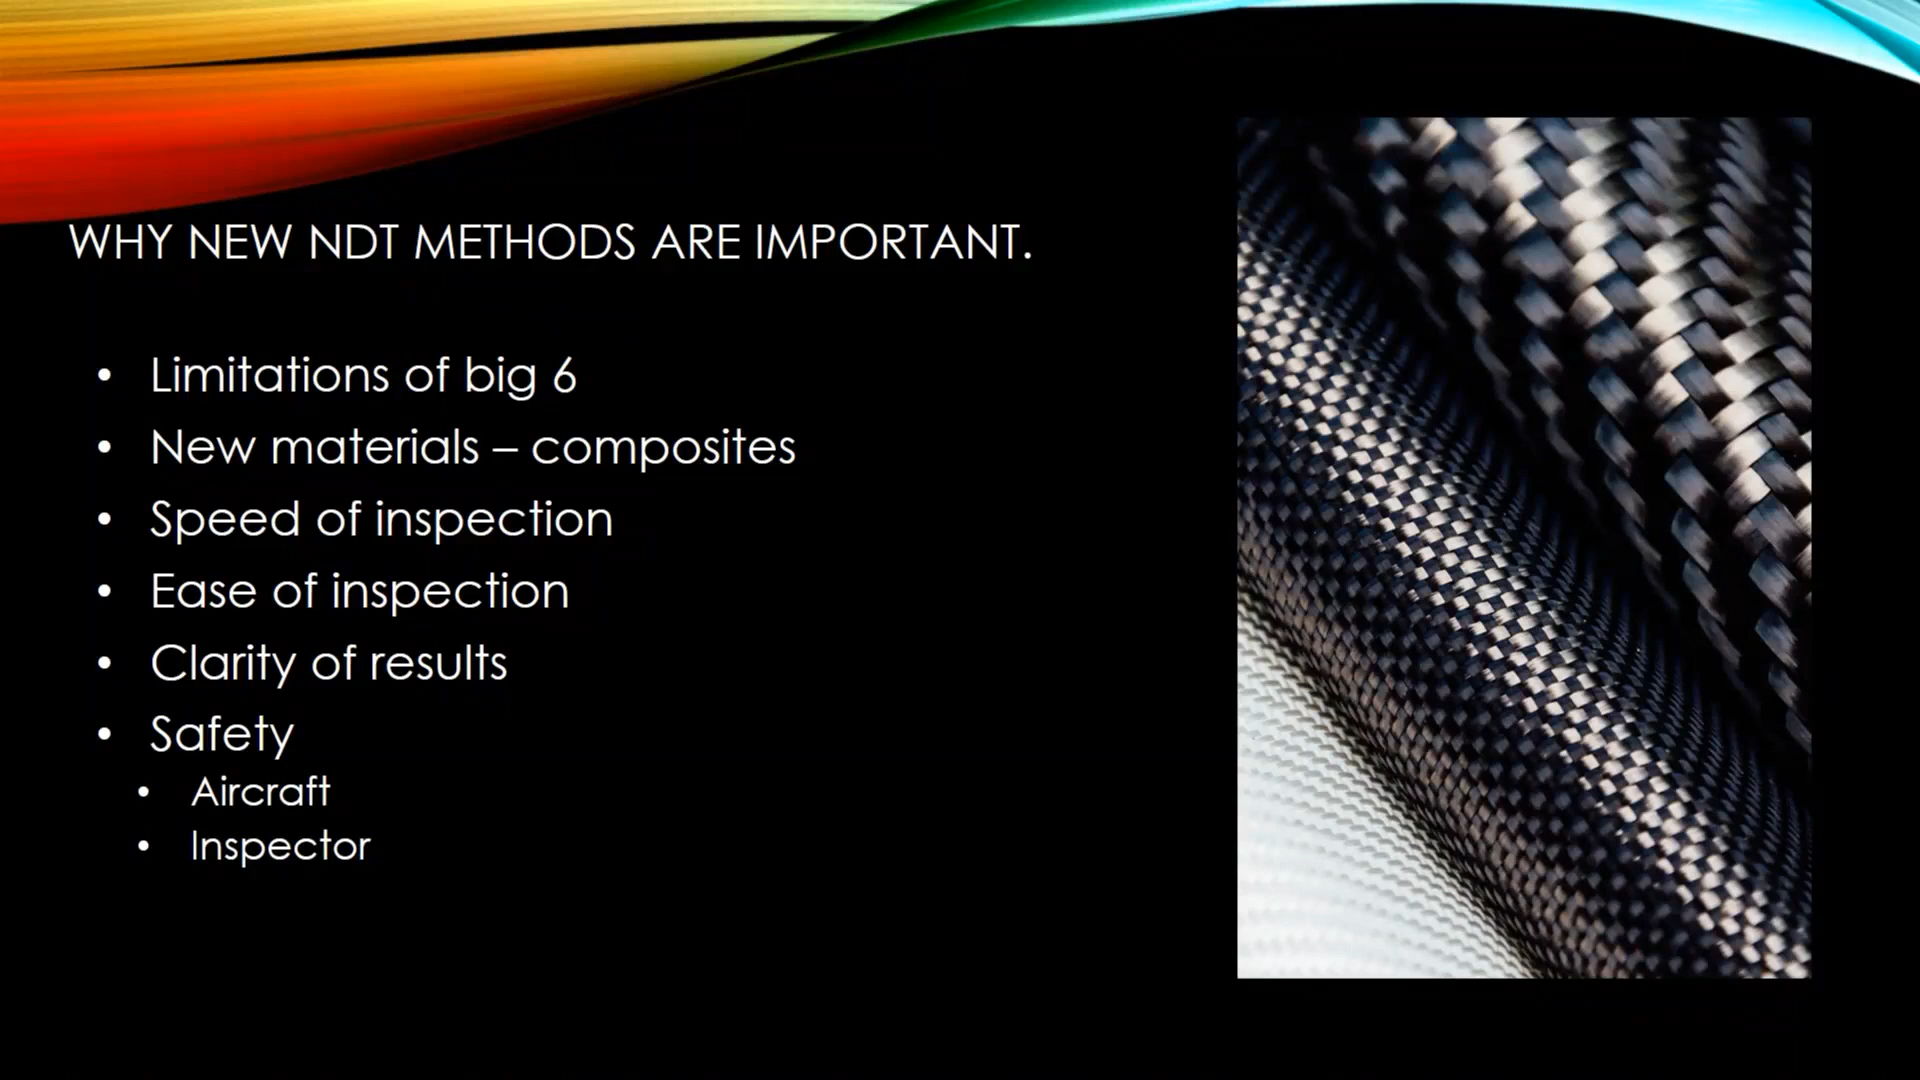 WHY NEW NDT METHODS ARE IMPORTANT.
• Limitations of big 6
• New materials – composites
• Speed of inspection
• Ease of inspection
• Clarity of results
• Safety
• Aircraft
• Inspector